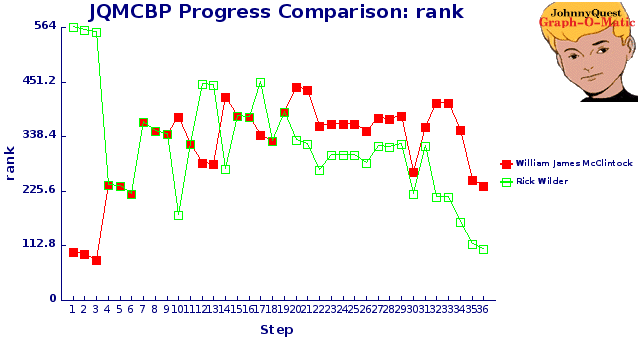 JQMCBP Progress Comparison: rank
JohnnyQuest
Graph-O-Matic
564
451.2
338.4
225.6
112.8
0
rank
1 2 3 4 5 6 7 8 9 10 11 12 13 14 15 16 17 18 19 20 21 22 23 24 25 26 27 28 29 30 31 32 33 34 35 36
Step
William James McClintock
Rick Wilder